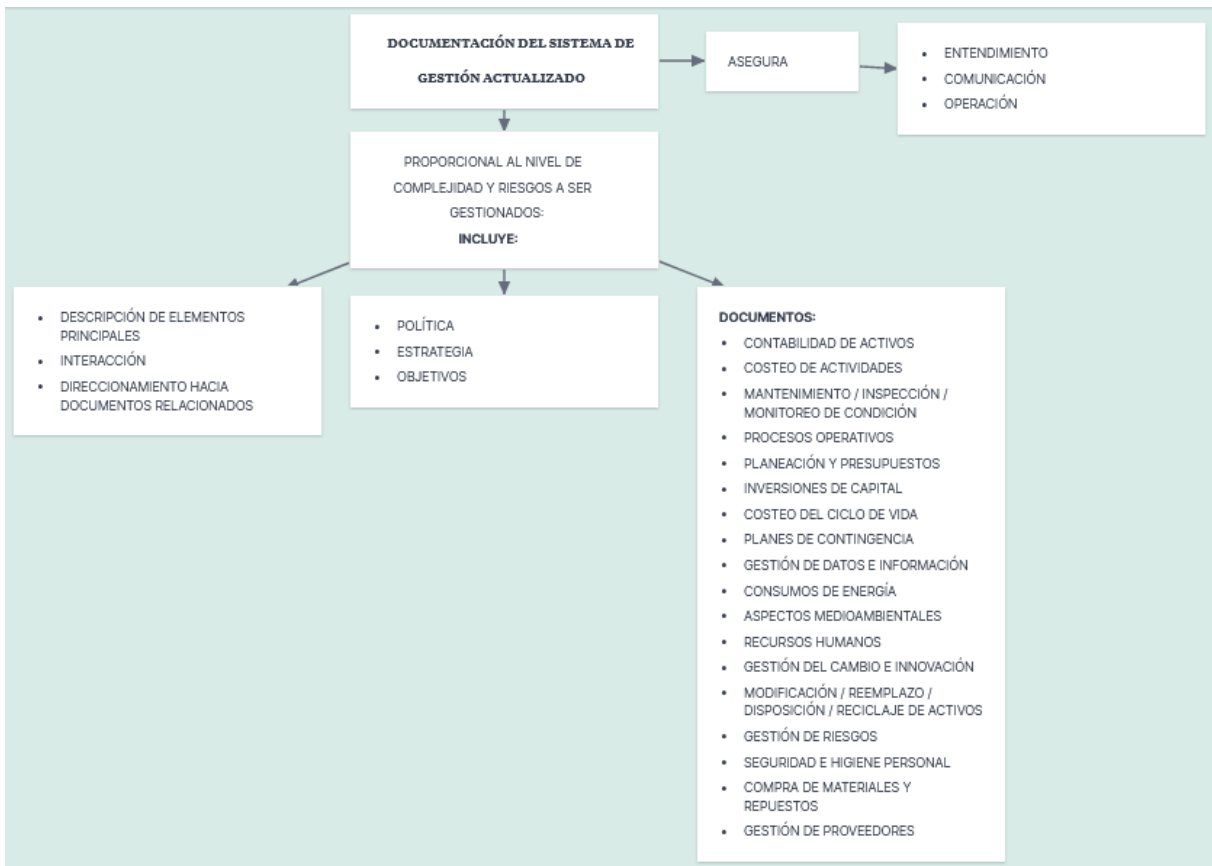 DOCUMENTACIÓN DEL SISTEMA DE
GESTIÓN ACTUALIZADO
ASEGURA
• ENTENDIMIENTO
• COMUNICACIÓN
• OPERACIÓN
PROPORCIONAL AL NIVEL DE
COMPLEJIDAD Y RIESGOS A SER
GESTIONADOS:
INCLUYE:
• DESCRIPCIÓN DE ELEMENTOS
PRINCIPALES
• INTERACCIÓN
• DIRECCIONAMIENTO HACIA
DOCUMENTOS RELACIONADOS
• POLÍTICA
• ESTRATEGIA
• OBJETIVOS
DOCUMENTOS:
• CONTABILIDAD DE ACTIVOS
• COSTEO DE ACTIVIDADES
• MANTENIMIENTO / INSPECCIÓN /
MONITOREO DE CONDICIÓN
• PROCESOS OPERATIVOS
• PLANEACIÓN Y PRESUPUESTOS
• INVERSIONES DE CAPITAL
• COSTEO DEL CICLO DE VIDA
• PLANES DE CONTINGENCIA
• GESTIÓN DE DATOS E INFORMACIÓN
• CONSUMOS DE ENERGÍA
• ASPECTOS MEDIOAMBIENTALES
• RECURSOS HUMANOS
• GESTIÓN DEL CAMBIO E INNOVACIÓN
• MODIFICACIÓN / REEMPLAZO /
DISPOSICIÓN / RECICLAJE DE ACTIVOS
• GESTIÓN DE RIESGOS
• SEGURIDAD E HIGIENE PERSONAL
• COMPRA DE MATERIALES Y
REPUESTOS
• GESTIÓN DE PROVEEDORES